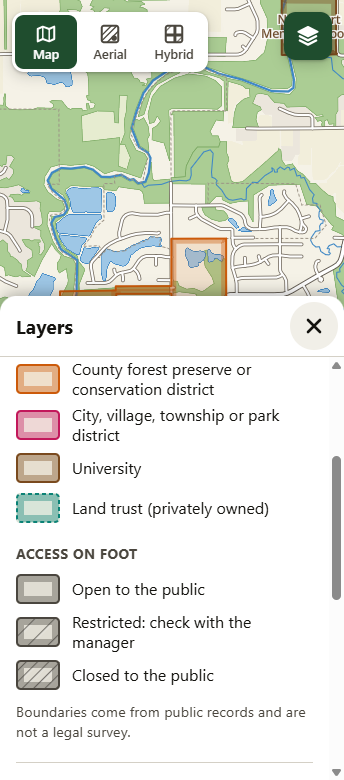 Map
Aerial
Hybrid
Layers
County forest preserve or
conservation district
City, village, township or park
district
University
Land trust (privately owned)
ACCESS ON FOOT
Open to the public
Restricted: check with the
manager
Closed to the public
Boundaries come from public records and are
not a legal survey.